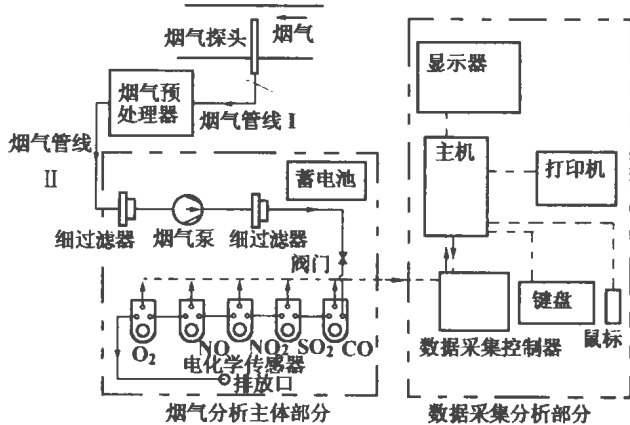 烟气探头
烟气
烟气预
处理器
烟气管线 I
烟气管线
II
蓄电池
细过滤器
烟气泵
细过滤器
阀门
O₂
NO
NO₂
SO₂
CO
电化学传感器
排放口
烟气分析主体部分
显示器
主机
打印机
数据采集控制器
键盘
鼠标
数据采集分析部分